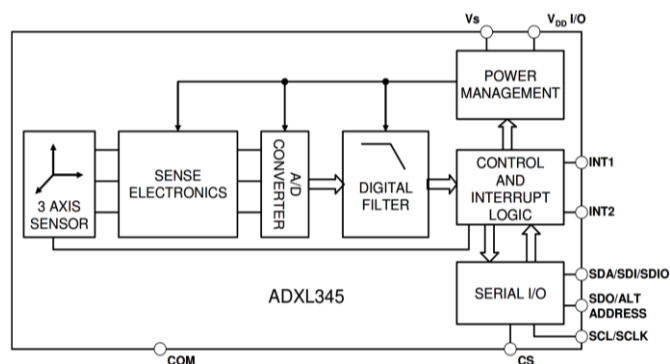 Vs
VDD I/O
POWER
MANAGEMENT
3 AXIS
SENSOR
SENSE
ELECTRONICS
A/D
CONVERTER
DIGITAL
FILTER
CONTROL
AND
INTERRUPT
LOGIC
INT1
INT2
SERIAL I/O
SDA/SDI/SDIO
SDO/ALT
ADDRESS
SCL/SCLK
ADXL345
COM
CS